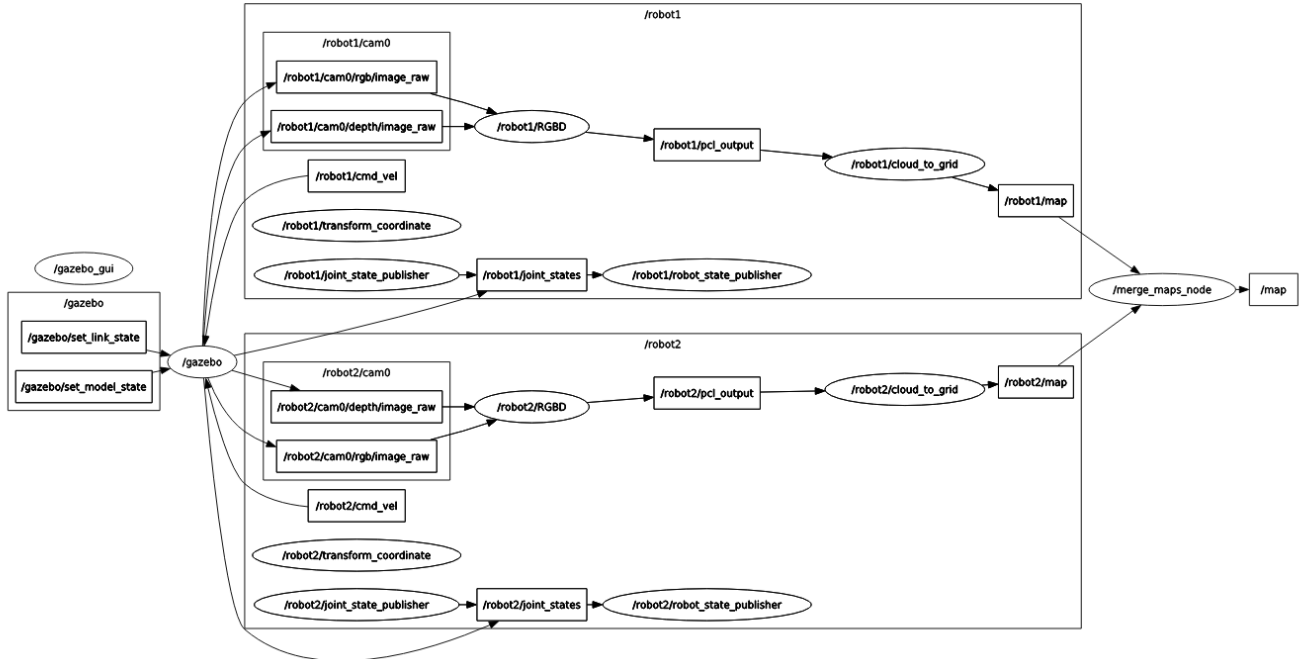 /robot1
/robot1/cam0
/robot1/cam0/rgb/image_raw
/robot1/cam0/depth/image_raw
/robot1/RGBD
/robot1/pcl_output
/robot1/cloud_to_grid
/robot1/cmd_vel
/robot1/map
/robot1/transform_coordinate
/robot1/joint_state_publisher
/robot1/joint_states
/robot1/robot_state_publisher
/gazebo_gui
/gazebo
/gazebo/set_link_state
/gazebo/set_model_state
/gazebo
/merge_maps_node
/map
/robot2
/robot2/cam0
/robot2/cam0/depth/image_raw
/robot2/cam0/rgb/image_raw
/robot2/RGBD
/robot2/pcl_output
/robot2/cloud_to_grid
/robot2/map
/robot2/cmd_vel
/robot2/transform_coordinate
/robot2/joint_state_publisher
/robot2/joint_states
/robot2/robot_state_publisher